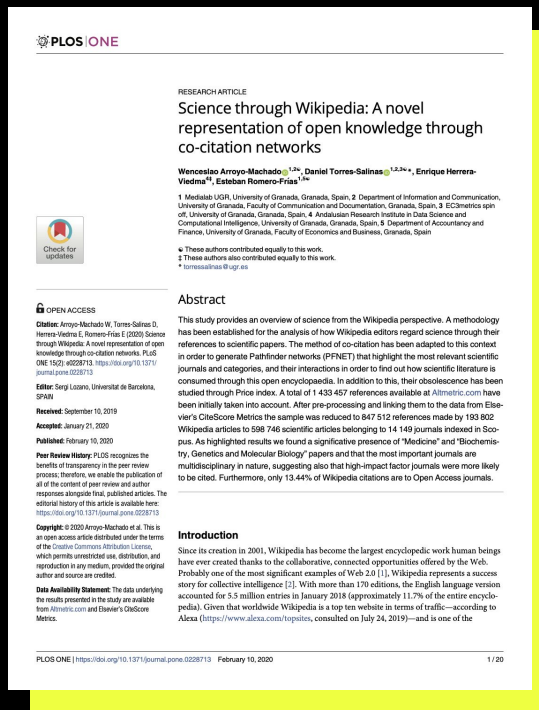 PLOS ONE
RESEARCH ARTICLE
Science through Wikipedia: A novel
representation of open knowledge through
co-citation networks
Wenceslao Arroyo-Machado 1,2☯, Daniel Torres-Salinas 1,2,3☯*, Enrique Herrera-
Viedma4‡, Esteban Romero-Frías1,5☯
1 Medialab UGR, University of Granada, Granada, Spain, 2 Department of Information and Communication,
University of Granada, Faculty of Communication and Documentation, Granada, Spain, 3 EC3metrics spin
off, University of Granada, Granada, Spain, 4 Andalusian Research Institute in Data Science and
Computational Intelligence, University of Granada, Granada, Spain, 5 Department of Accountancy and
Finance, University of Granada, Faculty of Economics and Business, Granada, Spain
☯ These authors contributed equally to this work.
‡ These authors also contributed equally to this work.
* torressalinas@ugr.es
Check for
updates
OPEN ACCESS
Citation: Arroyo-Machado W, Torres-Salinas D,
Herrera-Viedma E, Romero-Frías E (2020) Science
through Wikipedia: A novel representation of open
knowledge through co-citation networks. PLoS
ONE 15(2): e0228713. https://doi.org/10.1371/
journal.pone.0228713
Editor: Sergi Lozano, Universitat de Barcelona,
SPAIN
Received: September 10, 2019
Accepted: January 21, 2020
Published: February 10, 2020
Peer Review History: PLOS recognizes the
benefits of transparency in the peer review
process; therefore, we enable the publication of
all of the content of peer review and author
responses alongside final, published articles. The
editorial history of this article is available here:
https://doi.org/10.1371/journal.pone.0228713
Copyright: © 2020 Arroyo-Machado et al. This is
an open access article distributed under the terms
of the Creative Commons Attribution License,
which permits unrestricted use, distribution, and
reproduction in any medium, provided the original
author and source are credited.
Data Availability Statement: The data underlying
the results presented in the study are available
from Altmetric.com and Elsevier's CiteScore
Metrics.
Abstract
This study provides an overview of science from the Wikipedia perspective. A methodology
has been established for the analysis of how Wikipedia editors regard science through their
references to scientific papers. The method of co-citation has been adapted to this context
in order to generate Pathfinder networks (PFNET) that highlight the most relevant scientific
journals and categories, and their interactions in order to find out how scientific literature is
consumed through this open encyclopaedia. In addition to this, their obsolescence has been
studied through Price index. A total of 1 433 457 references available at Altmetric.com have
been initially taken into account. After pre-processing and linking them to the data from Else-
vier's CiteScore Metrics the sample was reduced to 847 512 references made by 193 802
Wikipedia articles to 598 746 scientific articles belonging to 14 149 journals indexed in Sco-
pus. As highlighted results we found a significative presence of "Medicine" and "Biochemis-
try, Genetics and Molecular Biology" papers and that the most important journals are
multidisciplinary in nature, suggesting also that high-impact factor journals were more likely
to be cited. Furthermore, only 13.44% of Wikipedia citations are to Open Access journals.
Introduction
Since its creation in 2001, Wikipedia has become the largest encyclopedic work human beings
have ever created thanks to the collaborative, connected opportunities offered by the Web.
Probably one of the most significant examples of Web 2.0 [1], Wikipedia represents a success
story for collective intelligence [2]. With more than 170 editions, the English language version
accounted for 5.5 million entries in January 2018 (approximately 11.7% of the entire encyclo-
pedia). Given that worldwide Wikipedia is a top ten website in terms of traffic—according to
Alexa (https://www.alexa.com/topsites, consulted on July 24, 2019)—and is one of the
PLOS ONE | https://doi.org/10.1371/journal.pone.0228713 February 10, 2020
1 / 20